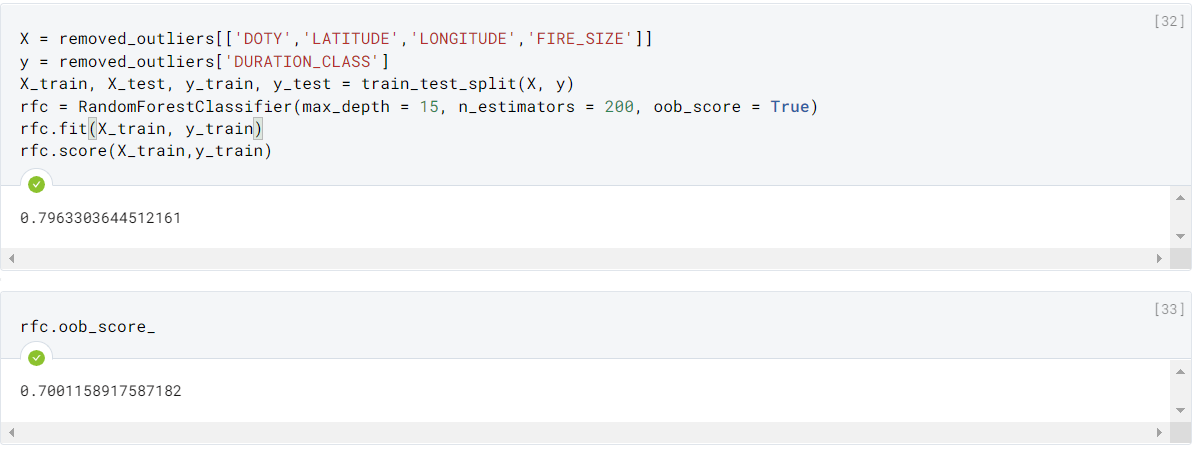 [32]
X = removed_outliers[['DOTY','LATITUDE','LONGITUDE','FIRE_SIZE']]
y = removed_outliers['DURATION_CLASS']
X_train, X_test, y_train, y_test = train_test_split(X, y)
rfc = RandomForestClassifier(max_depth = 15, n_estimators = 200, oob_score = True)
rfc.fit(X_train, y_train)
rfc.score(X_train,y_train)
0.7963303644512161
[33]
rfc.oob_score_
0.7001158917587182